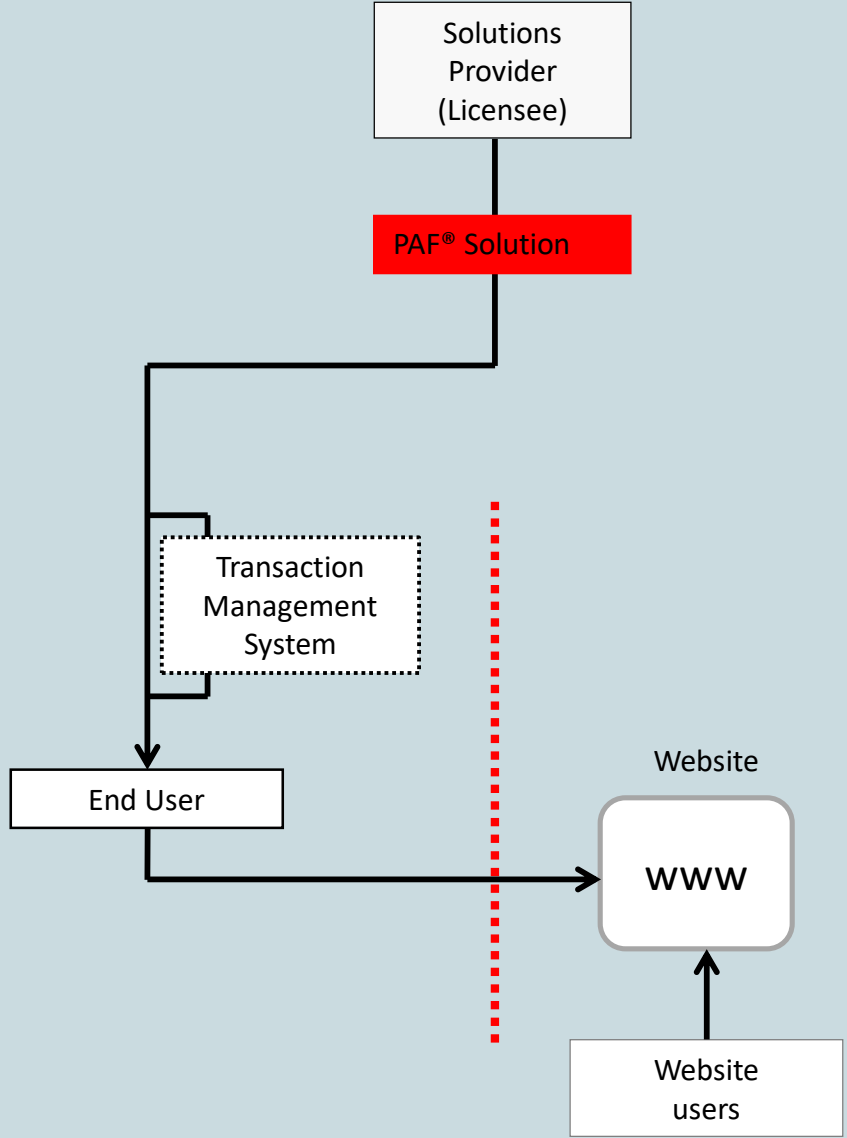 Solutions
Provider
(Licensee)
PAF® Solution
Transaction
Management
System
End User
Website
www
Website
users